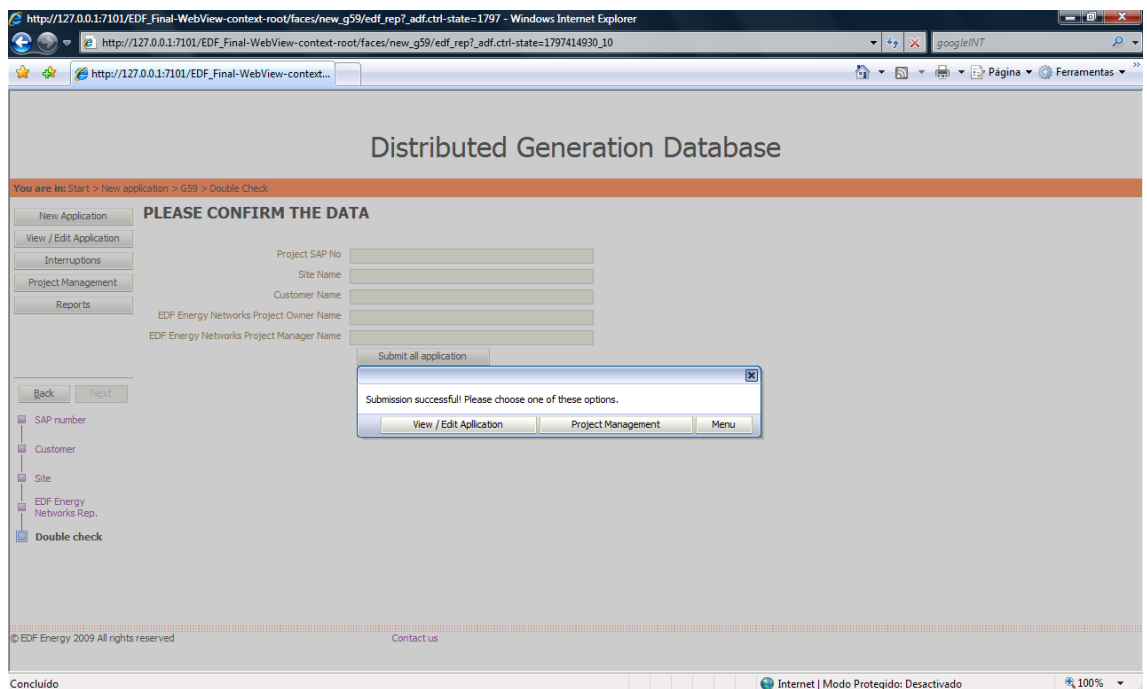 http://127.0.0.1:7101/EDF_Final-WebView-context-root/faces/new_g59/edf_rep?_adf.ctrl-state=1797 - Windows Internet Explorer
http://127.0.0.1:7101/EDF_Final-WebView-context-root/faces/new_g59/edf_rep?_adf.ctrl-state=1797414930_10
googleINT
http://127.0.0.1:7101/EDF_Final-WebView-context...
Página
Ferramentas
Distributed Generation Database
You are in: Start > New application > G59 > Double Check
New Application
View / Edit Application
Interruptions
Project Management
Reports
PLEASE CONFIRM THE DATA
Project SAP No
Site Name
Customer Name
EDF Energy Networks Project Owner Name
EDF Energy Networks Project Manager Name
Submit all application
Submission successful! Please choose one of these options.
View / Edit Apllication
Project Management
Menu
Back
Next
SAP number
Customer
Site
EDF Energy
Networks Rep.
Double check
© EDF Energy 2009 All rights reserved
Contact us
Concluído
Internet | Modo Protegido: Desactivado
100%